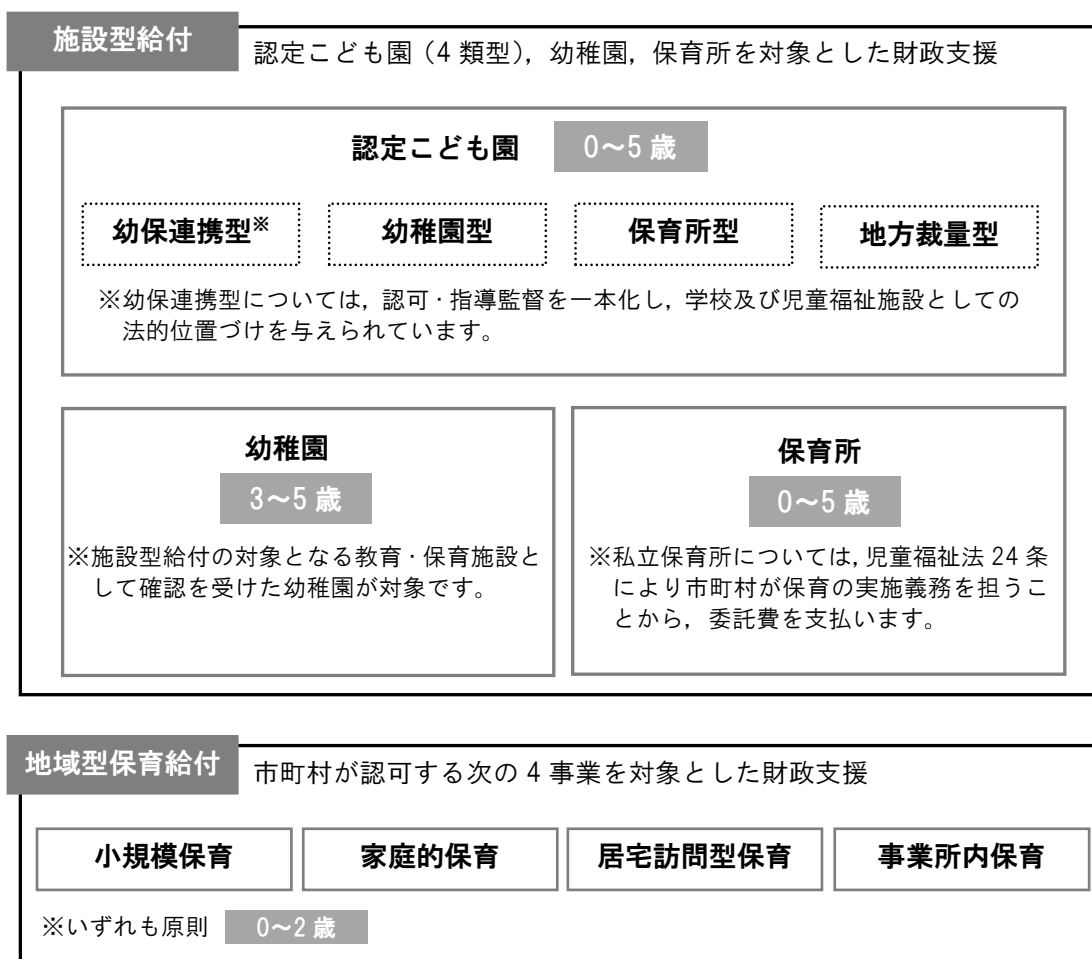 施設型給付
認定こども園（4類型），幼稚園，保育所を対象とした財政支援
認定こども園 0～5歳
幼保連携型※ 幼稚園型 保育所型 地方裁量型
※幼保連携型については，認可・指導監督を一本化し，学校及び児童福祉施設としての
法的位置づけを与えられています。
幼稚園
3～5歳
※施設型給付の対象となる教育・保育施設と
して確認を受けた幼稚園が対象です。
保育所
0～5歳
※私立保育所については，児童福祉法24条
により市町村が保育の実施義務を担うこ
とから，委託費を支払います。
地域型保育給付
市町村が認可する次の4事業を対象とした財政支援
小規模保育 家庭的保育 居宅訪問型保育 事業所内保育
※いずれも原則 0～2歳